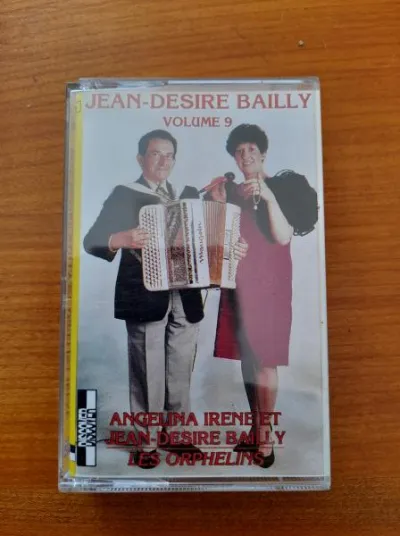 JEAN-DESIRE BAILLY
VOLUME 9
ANGELINA IRENE ET
JEAN-DESIRE BAILLY
LES ORPHELINS